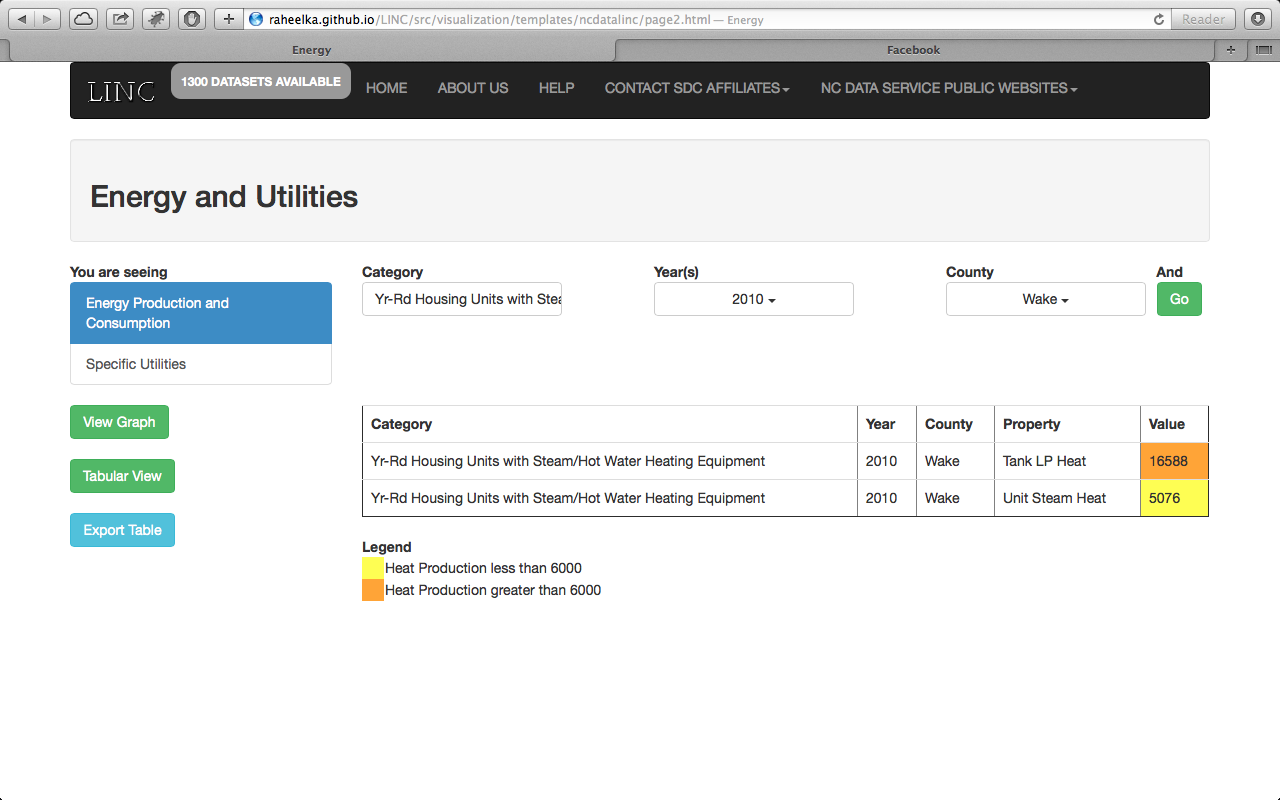 raheelka.github.io/LINC/src/visualization/templates/ncdatalinc/page2.html — Energy
Reader
Energy
Facebook
LINC
1300 DATASETS AVAILABLE
HOME
ABOUT US
HELP
CONTACT SDC AFFILIATES
NC DATA SERVICE PUBLIC WEBSITES
Energy and Utilities
You are seeing
Energy Production and
Consumption
Specific Utilities
View Graph
Tabular View
Export Table
Category
Yr-Rd Housing Units with Stea
Year(s)
2010
County
Wake
And
Go
Category Year County Property Value
Yr-Rd Housing Units with Steam/Hot Water Heating Equipment 2010 Wake Tank LP Heat 16588
Yr-Rd Housing Units with Steam/Hot Water Heating Equipment 2010 Wake Unit Steam Heat 5076
Legend
Heat Production less than 6000
Heat Production greater than 6000